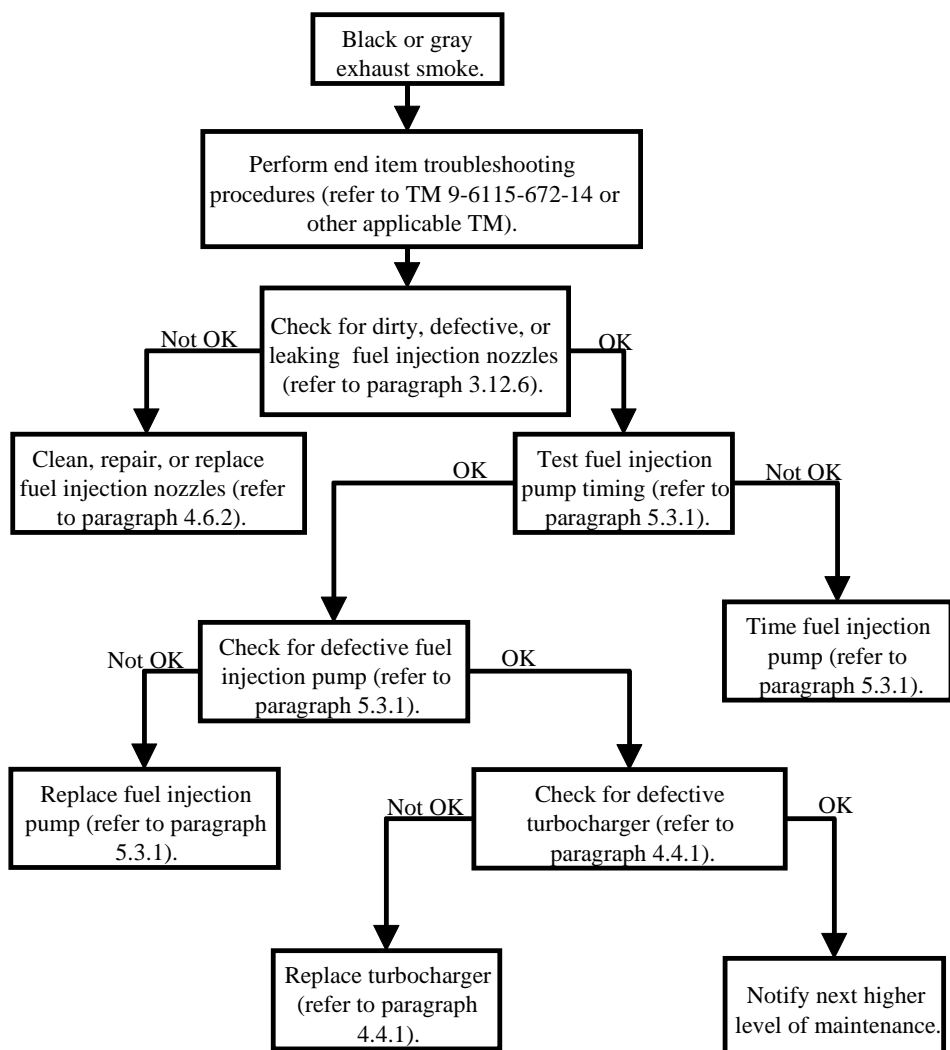 Black or gray
exhaust smoke.
Perform end item troubleshooting
procedures (refer to TM 9-6115-672-14 or
other applicable TM).
Not OK
Check for dirty, defective, or
leaking fuel injection nozzles
(refer to paragraph 3.12.6).
OK
Clean, repair, or replace
fuel injection nozzles (refer
to paragraph 4.6.2).
OK
Test fuel injection
pump timing (refer to
paragraph 5.3.1).
Not OK
Time fuel injection
pump (refer to
paragraph 5.3.1).
Not OK
Check for defective fuel
injection pump (refer to
paragraph 5.3.1).
OK
Replace fuel injection
pump (refer to paragraph
5.3.1).
Not OK
Check for defective
turbocharger (refer to
paragraph 4.4.1).
OK
Replace turbocharger
(refer to paragraph
4.4.1).
Notify next higher
level of maintenance.